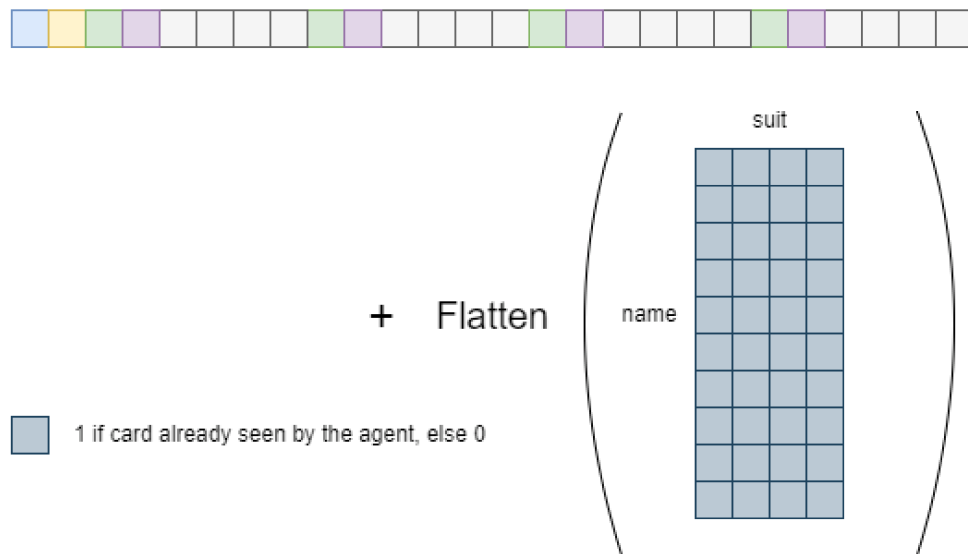 suit
name
+ Flatten
1 if card already seen by the agent, else 0